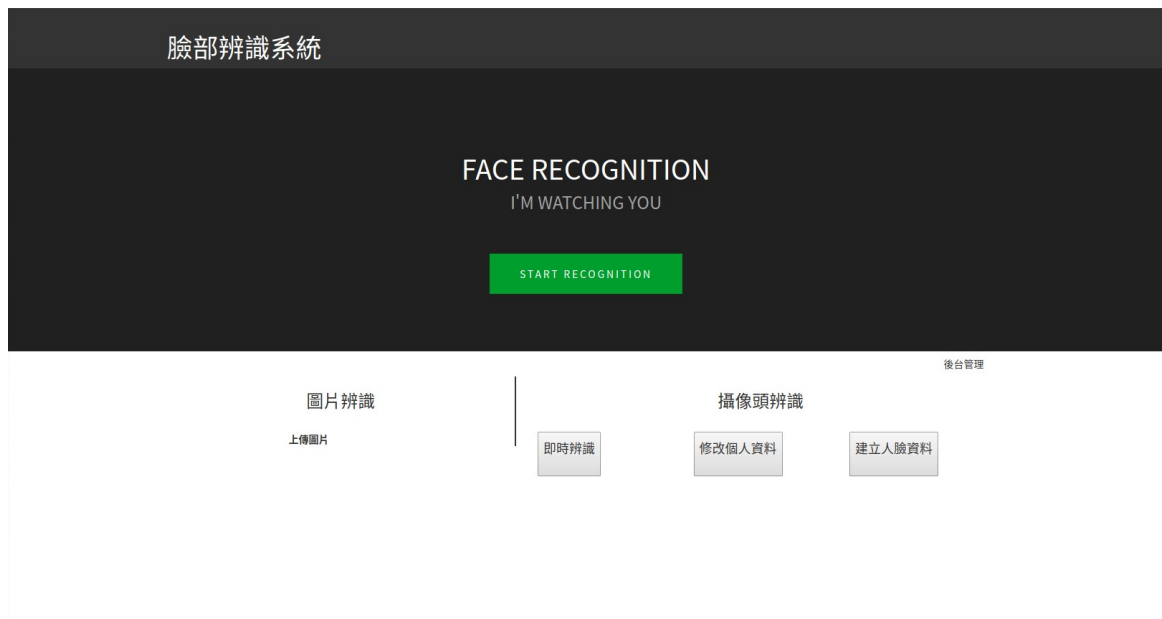 臉部辨識系統
FACE RECOGNITION
I'M WATCHING YOU
START RECOGNITION
後台管理
圖片辨識
上傳圖片
攝像頭辨識
即時辨識
修改個人資料
建立人臉資料